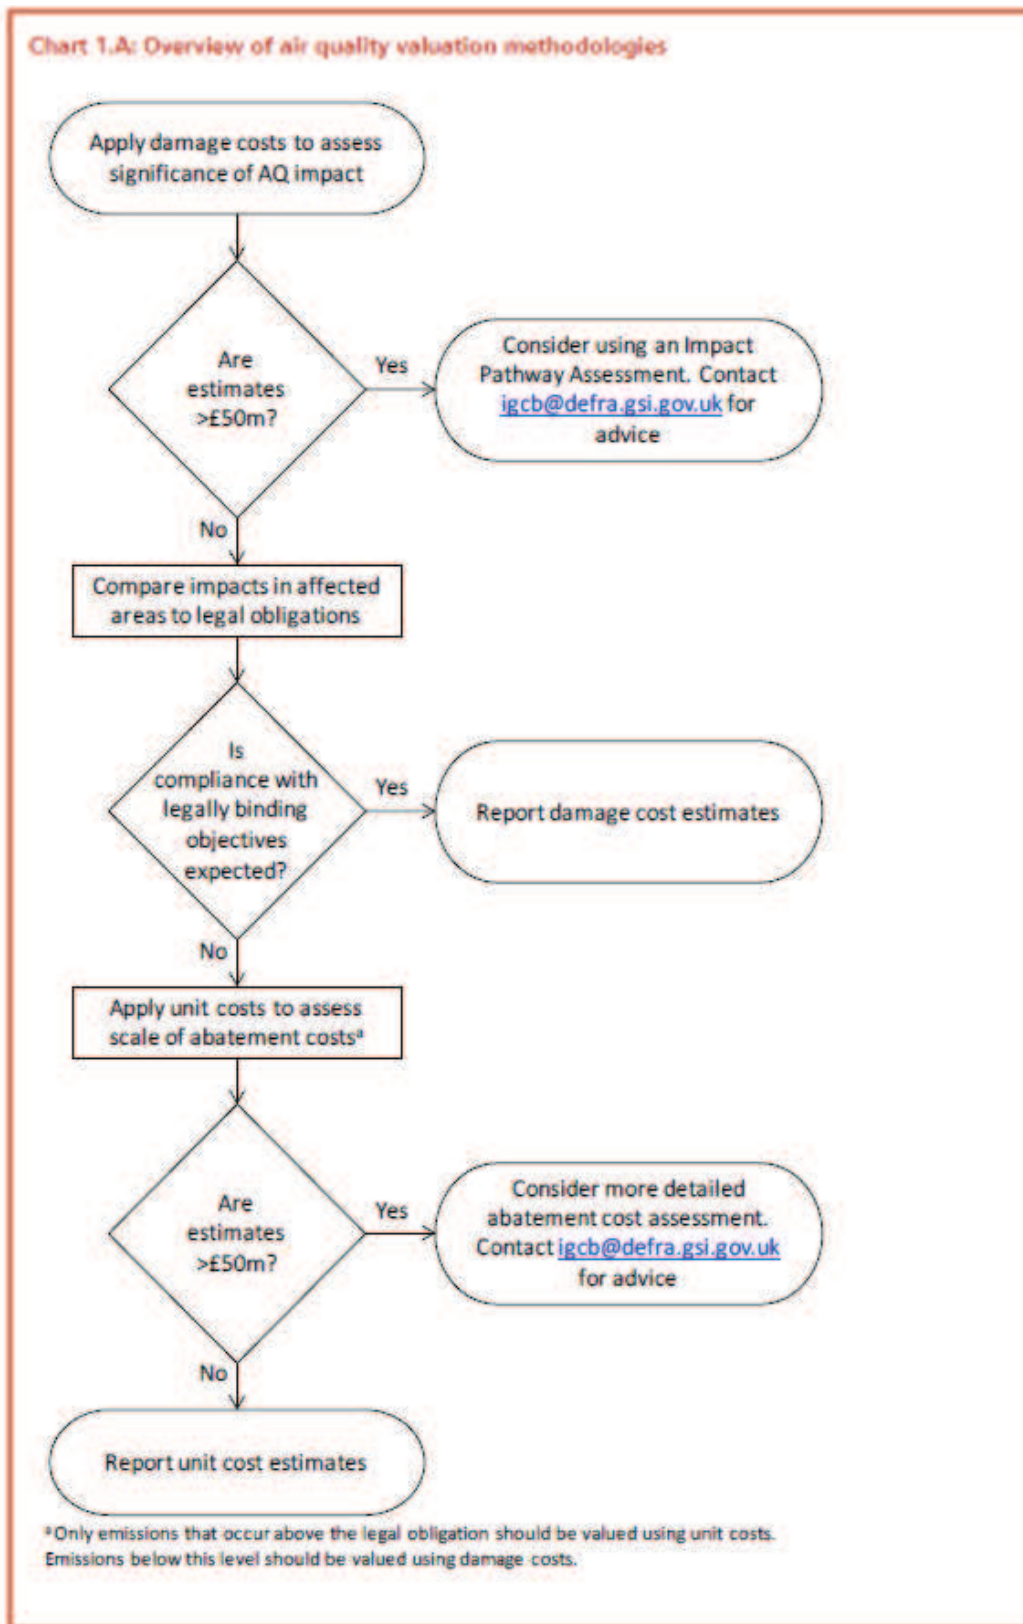 Chart 1.A: Overview of air quality valuation methodologies
Apply damage costs to assess
significance of AQ impact
Are
estimates
>£50m?
Yes
Consider using an Impact
Pathway Assessment. Contact
igcb@defra.gsi.gov.uk for
advice
No
Compare impacts in affected
areas to legal obligations
Is
compliance with
legally binding
objectives
expected?
Yes
Report damage cost estimates
No
Apply unit costs to assess
scale of abatement costsᵃ
Are
estimates
>£50m?
Yes
Consider more detailed
abatement cost assessment.
Contact igcb@defra.gsi.gov.uk
for advice
No
Report unit cost estimates
ᵃ Only emissions that occur above the legal obligation should be valued using unit costs.
Emissions below this level should be valued using damage costs.